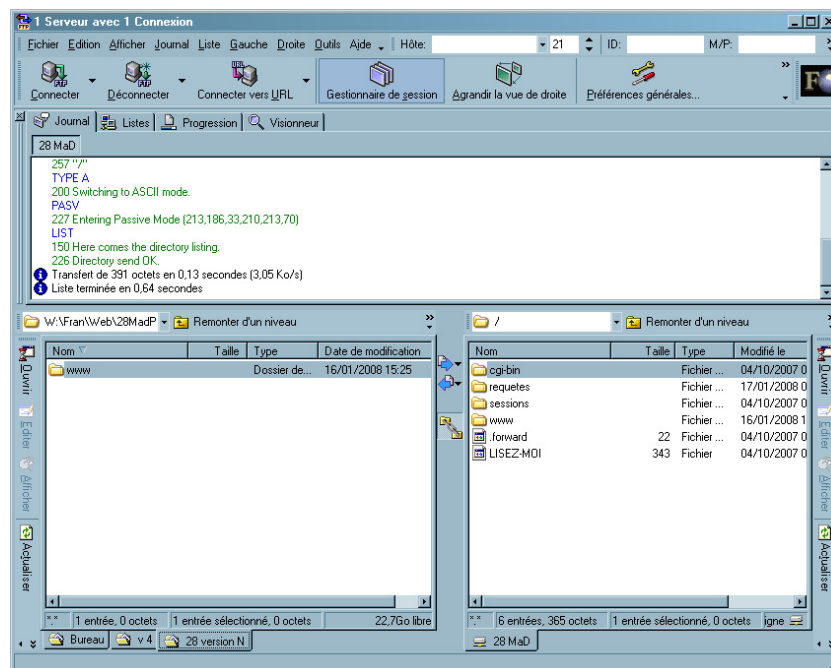 1 Serveur avec 1 Connexion
Fichier Edition Afficher Journal Liste Gauche Droite Outils Aide Hôte: 21 ID: M/P:
Connecter Déconnecter Connecter vers URL Gestionnaire de session Agrandir la vue de droite Préférences générales...
Journal Listes Progression Visionneur
28 MaD
257 "/"
TYPE A
200 Switching to ASCII mode.
PASV
227 Entering Passive Mode (213,186,33,210,213,70)
LIST
150 Here comes the directory listing.
226 Directory send OK.
Transfert de 391 octets en 0,13 secondes (3,05 Ko/s)
Liste terminée en 0,64 secondes
W:\Fran\Web\28MadP Remonter d'un niveau
Nom Taille Type Date de modification
www Dossier de... 16/01/2008 15:25
Ouvrir
Editer
Afficher
Actualiser
1 entrée, 0 octets 1 entrée sélectionné, 0 octets 22,7Go libre
Bureau v 4 28 version N
/ Remonter d'un niveau
Nom Taille Type Modifié le
cgi-bin Fichier ... 04/10/2007 0
requetes Fichier ... 17/01/2008 0
sessions Fichier ... 04/10/2007 0
www Fichier ... 16/01/2008 1
.forward 22 Fichier 04/10/2007 0
LISEZ-MOI 343 Fichier 04/10/2007 0
Ouvrir
Editer
Afficher
Actualiser
6 entrées, 365 octets 1 entrée sélectionné, 0 octets igne
28 MaD